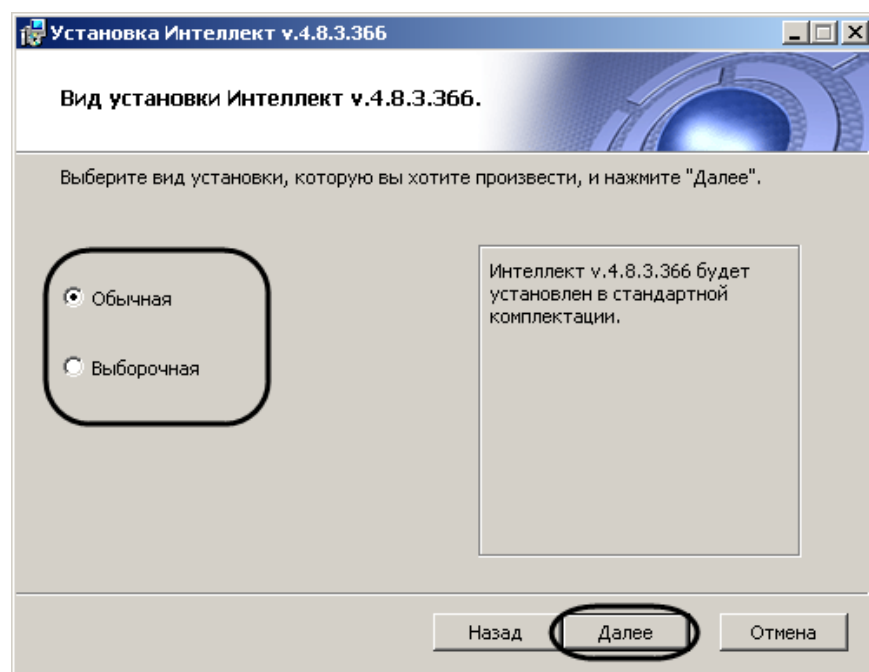 Установка Интеллект v.4.8.3.366
Вид установки Интеллект v.4.8.3.366.
Выберите вид установки, которую вы хотите произвести, и нажмите "Далее".
Обычная
Выборочная
Интеллект v.4.8.3.366 будет
установлен в стандартной
комплектации.
Назад
Далее
Отмена